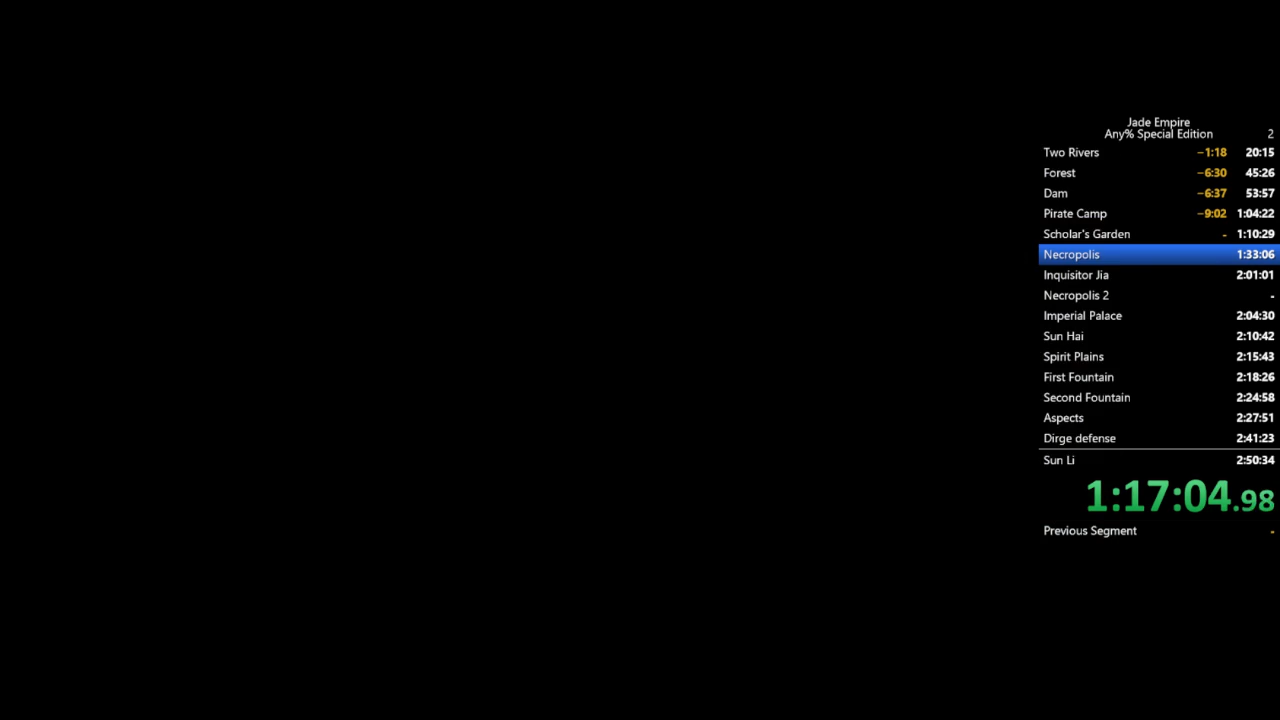 Jade Empire
Any% Special Edition 2
Two Rivers −1:18 20:15
Forest −6:30 45:26
Dam −6:37 53:57
Pirate Camp −9:02 1:04:22
Scholar's Garden - 1:10:29
Necropolis 1:33:06
Inquisitor Jia 2:01:01
Necropolis 2 -
Imperial Palace 2:04:30
Sun Hai 2:10:42
Spirit Plains 2:15:43
First Fountain 2:18:26
Second Fountain 2:24:58
Aspects 2:27:51
Dirge defense 2:41:23
Sun Li 2:50:34
1:17:04.98
Previous Segment -